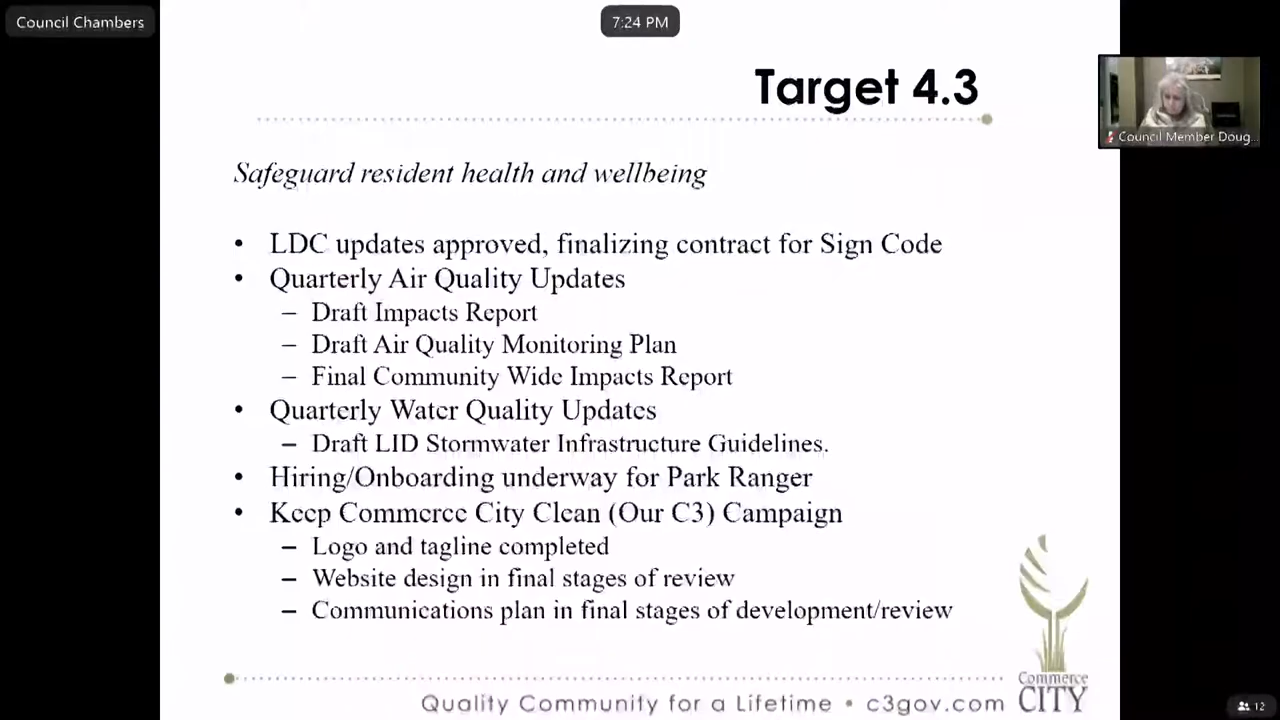 Council Chambers
7:24 PM
Target 4.3
Council Member Doug...
Safeguard resident health and wellbeing
• LDC updates approved, finalizing contract for Sign Code
• Quarterly Air Quality Updates
– Draft Impacts Report
– Draft Air Quality Monitoring Plan
– Final Community Wide Impacts Report
• Quarterly Water Quality Updates
– Draft LID Stormwater Infrastructure Guidelines.
• Hiring/Onboarding underway for Park Ranger
• Keep Commerce City Clean (Our C3) Campaign
– Logo and tagline completed
– Website design in final stages of review
– Communications plan in final stages of development/review
Commerce
CITY
Quality Community for a Lifetime • c3gov.com
12